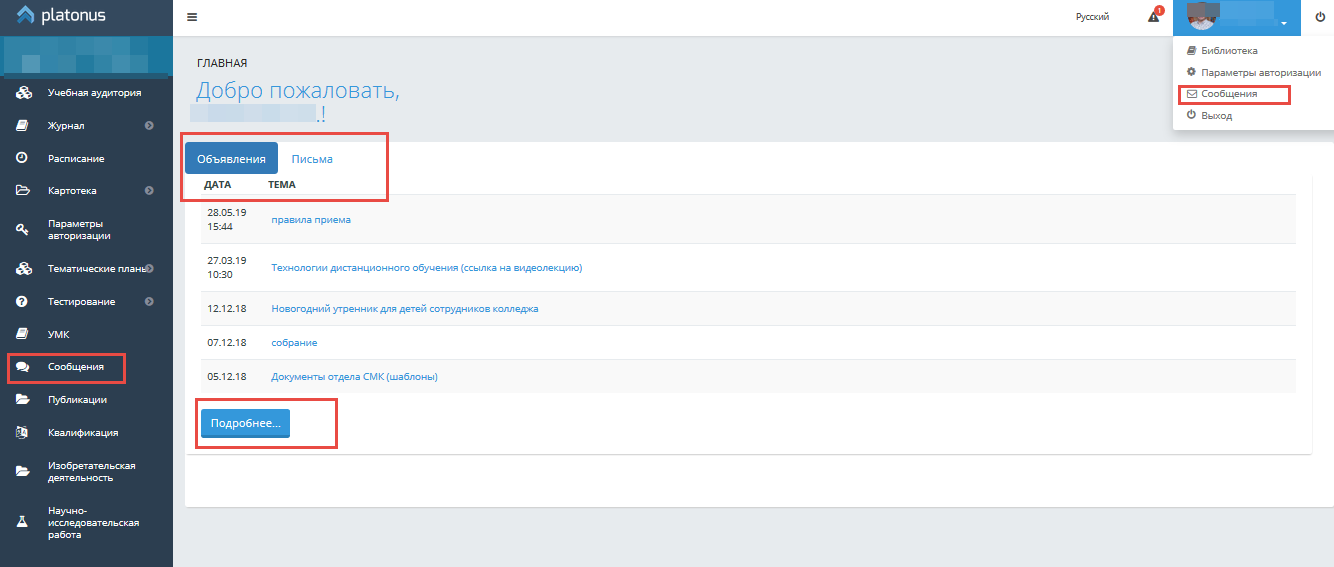 platonus
Русский
1
Библиотека
Параметры авторизации
Сообщения
Выход
Учебная аудитория
Журнал
Расписание
Картотека
Параметры
авторизации
Тематические планы
Тестирование
УМК
Сообщения
Публикации
Квалификация
Изобретательская
деятельность
Научно-
исследовательская
работа
ГЛАВНАЯ
Добро пожаловать,
.!
Объявления Письма
ДАТА ТЕМА
28.05.19
15:44
правила приема
27.03.19
10:30
Технологии дистанционного обучения (ссылка на видеолекцию)
12.12.18 Новогодний утренник для детей сотрудников колледжа
07.12.18 собрание
05.12.18 Документы отдела СМК (шаблоны)
Подробнее...